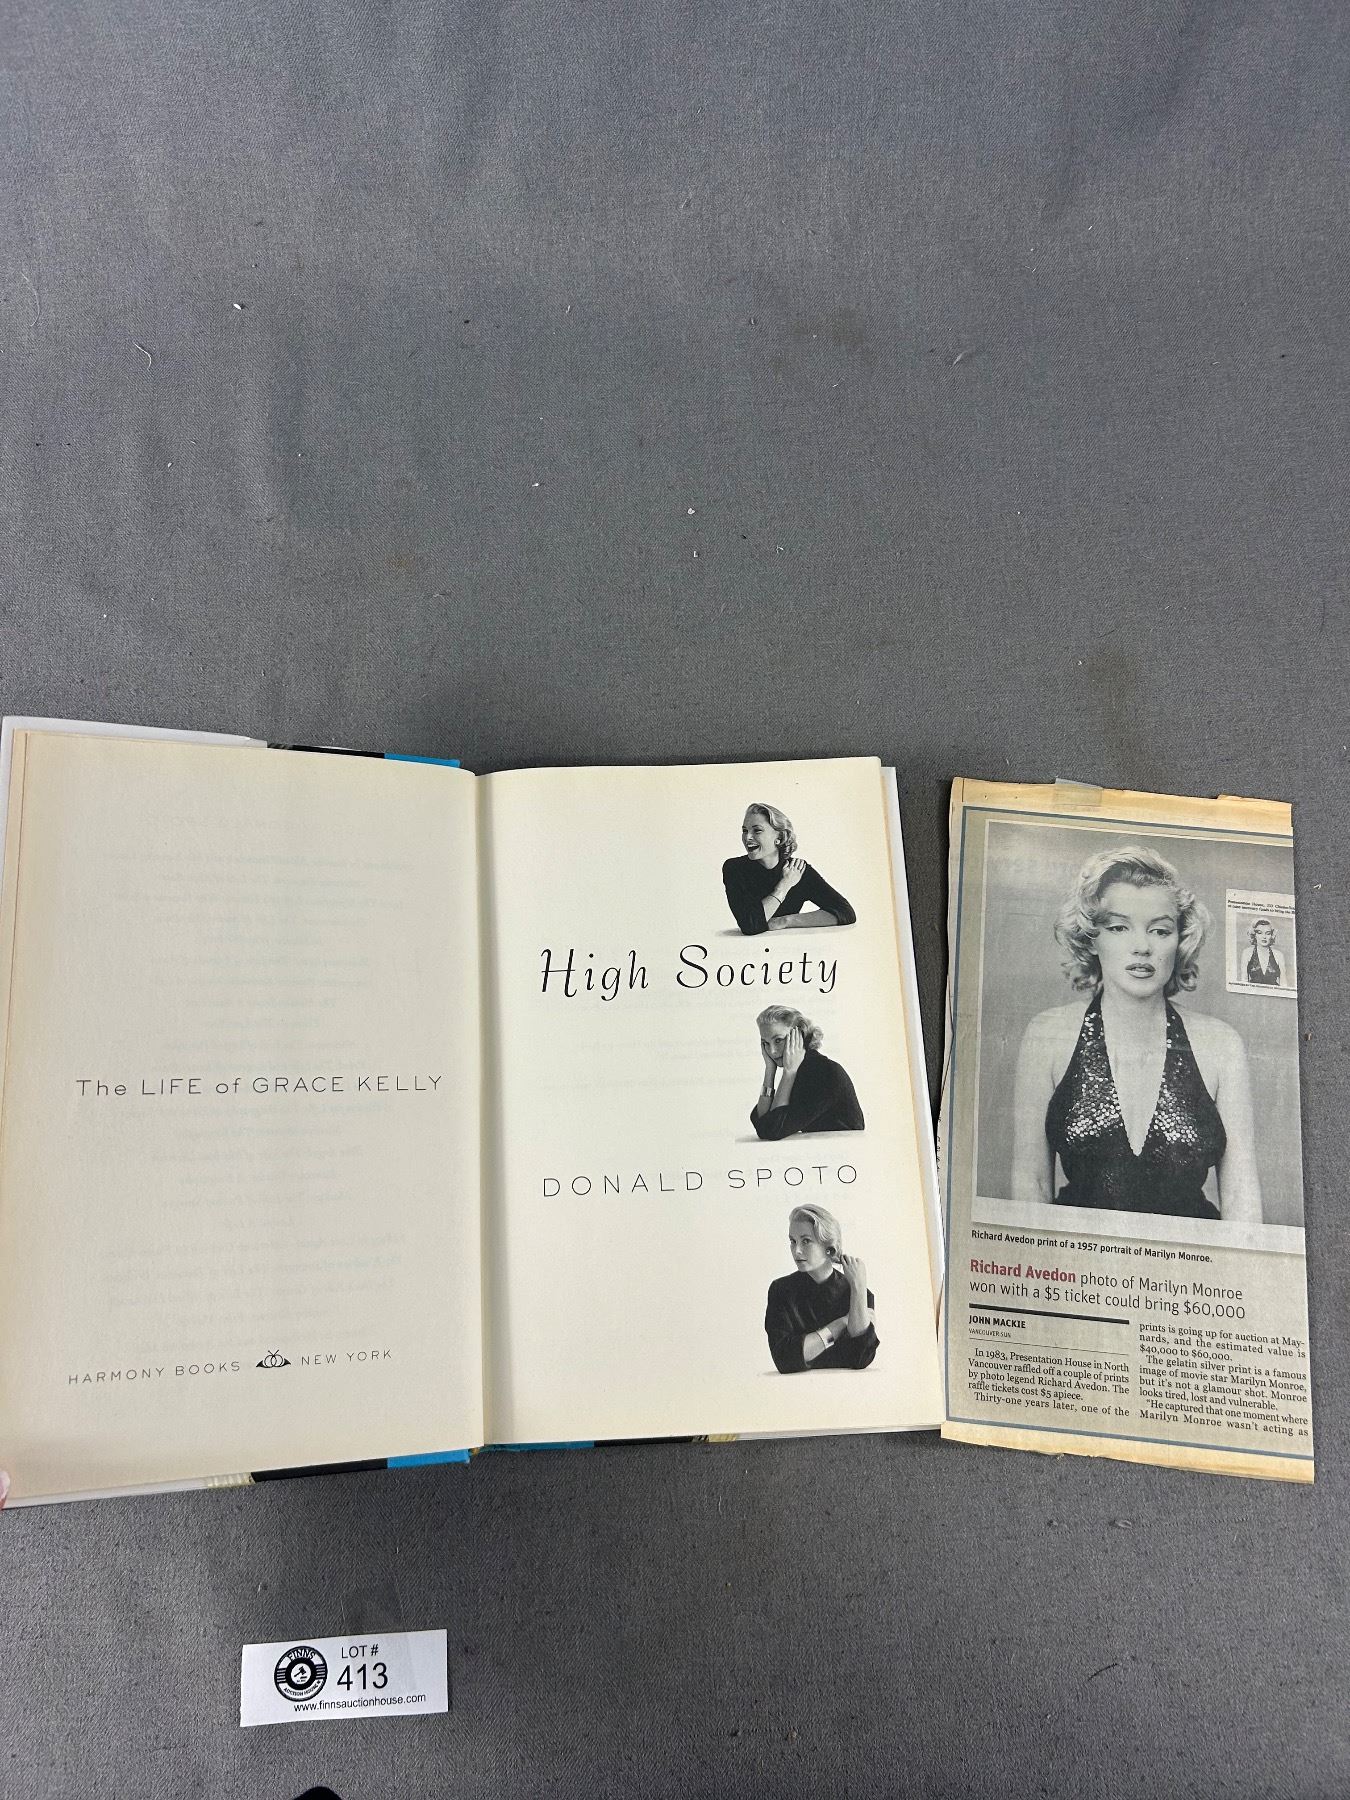 The LIFE of GRACE KELLY
HARMONY BOOKS NEW YORK
High Society
DONALD SPOTO
Richard Avedon print of a 1957 portrait of Marilyn Monroe.
Richard Avedon photo of Marilyn Monroe
won with a $5 ticket could bring $60,000
JOHN MACKIE
VANCOUVER SUN
In 1983, Presentation House in North
Vancouver raffled off a couple of prints
by photo legend Richard Avedon. The
raffle tickets cost $5 apiece.
Thirty-one years later, one of the
prints is going up for auction at May-
nards, and the estimated value is
$40,000 to $60,000.
The gelatin silver print is a famous
image of movie star Marilyn Monroe,
but it's not a glamour shot. Monroe
looks tired, lost and vulnerable.
"He captured that one moment where
Marilyn Monroe wasn't acting as
FINNS
AUCTION HOUSE
LOT #
413
www.finnsauctionhouse.com